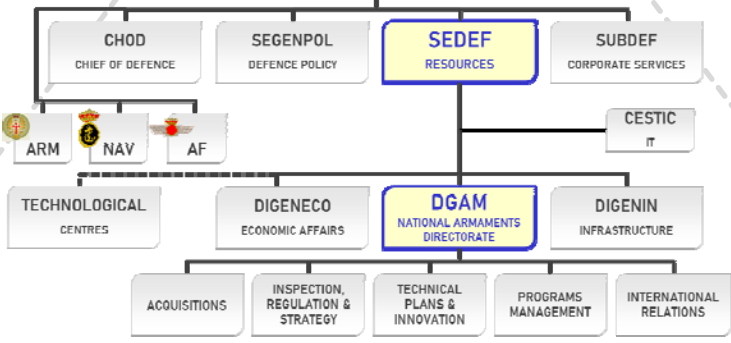 CHOD
CHIEF OF DEFENCE
SEGENPOL
DEFENCE POLICY
SEDEF
RESOURCES
SUBDEF
CORPORATE SERVICES
ARM
NAV
AF
CESTIC
IT
TECHNOLOGICAL
CENTRES
DIGENECO
ECONOMIC AFFAIRS
DGAM
NATIONAL ARMAMENTS
DIRECTORATE
DIGENIN
INFRASTRUCTURE
ACQUISITIONS
INSPECTION,
REGULATION &
STRATEGY
TECHNICAL
PLANS &
INNOVATION
PROGRAMS
MANAGEMENT
INTERNATIONAL
RELATIONS